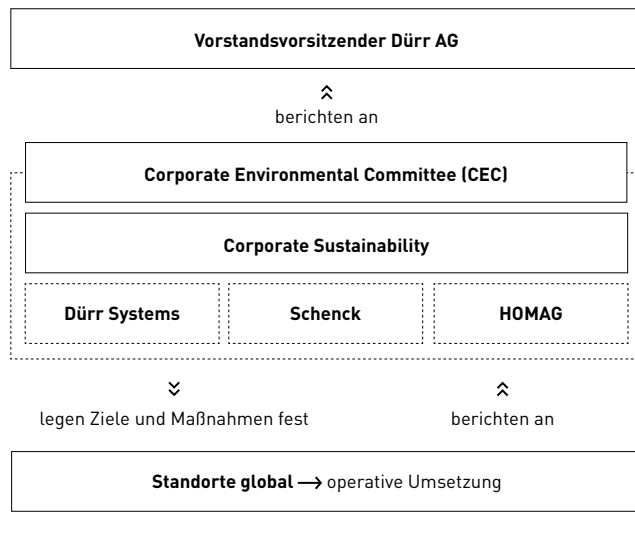 Vorstandsvorsitzender Dürr AG
berichten an
Corporate Environmental Committee (CEC)
Corporate Sustainability
Dürr Systems
Schenck
HOMAG
legen Ziele und Maßnahmen fest
berichten an
Standorte global → operative Umsetzung